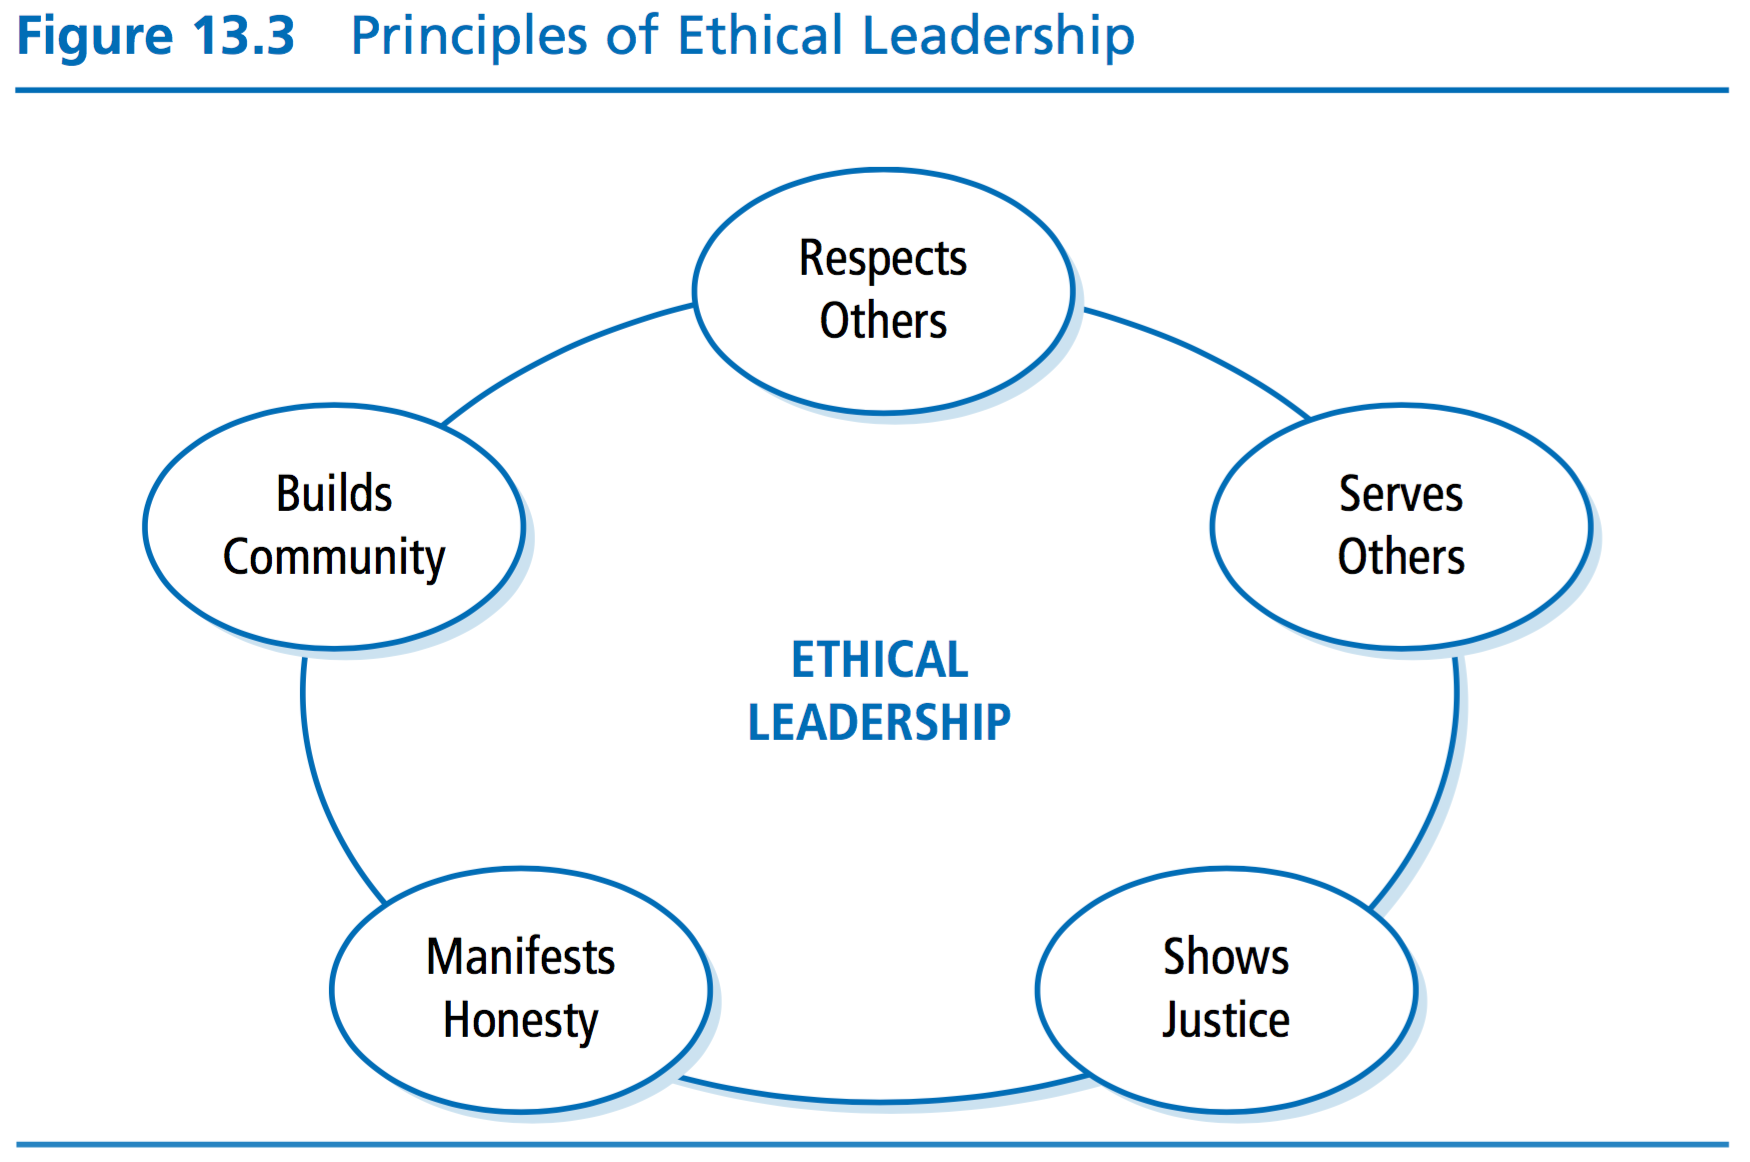 Figure 13.3 Principles of Ethical Leadership
Respects
Others
Builds
Community
Serves
Others
ETHICAL
LEADERSHIP
Manifests
Honesty
Shows
Justice